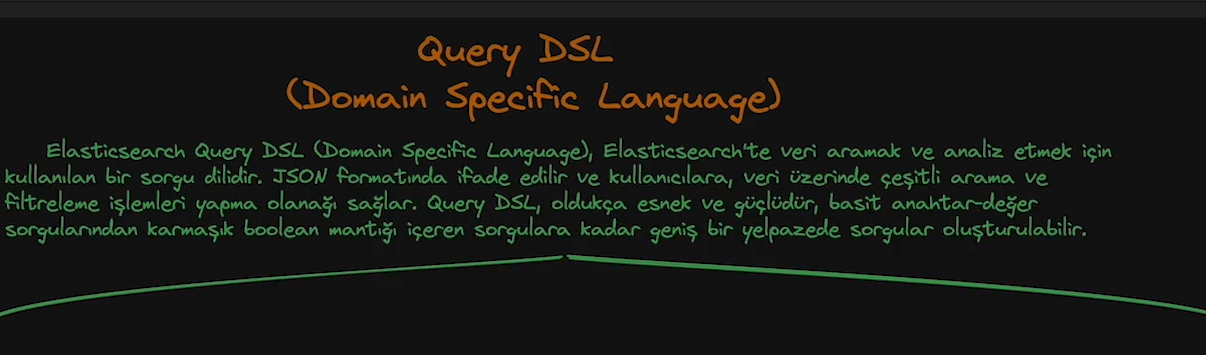 Query DSL
(Domain Specific Language)
Elasticsearch Query DSL (Domain Specific Language), Elasticsearch'te veri aramak ve analiz etmek için
kullanılan bir sorgu dilidir. JSON formatında ifade edilir ve kullanıcılara, veri üzerinde çeşitli arama ve
filtreleme işlemleri yapma olanağı sağlar. Query DSL, oldukça esnek ve güçlüdür, basit anahtar-değer
sorgularından karmaşık boolean mantığı içeren sorgulara kadar geniş bir yelpazede sorgular oluşturulabilir.